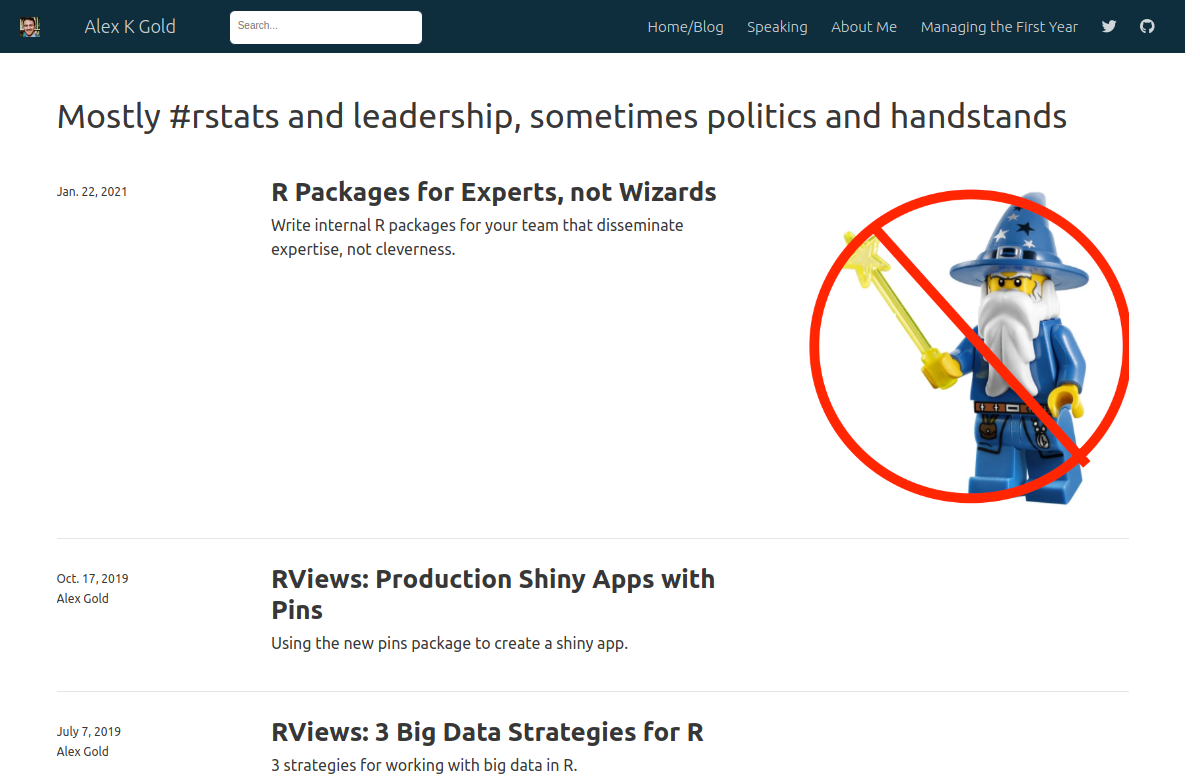 Alex K Gold
Search...
Home/Blog
Speaking
About Me
Managing the First Year
Mostly #rstats and leadership, sometimes politics and handstands
Jan. 22, 2021
R Packages for Experts, not Wizards
Write internal R packages for your team that disseminate
expertise, not cleverness.
Oct. 17, 2019
Alex Gold
RViews: Production Shiny Apps with
Pins
Using the new pins package to create a shiny app.
July 7, 2019
Alex Gold
RViews: 3 Big Data Strategies for R
3 strategies for working with big data in R.